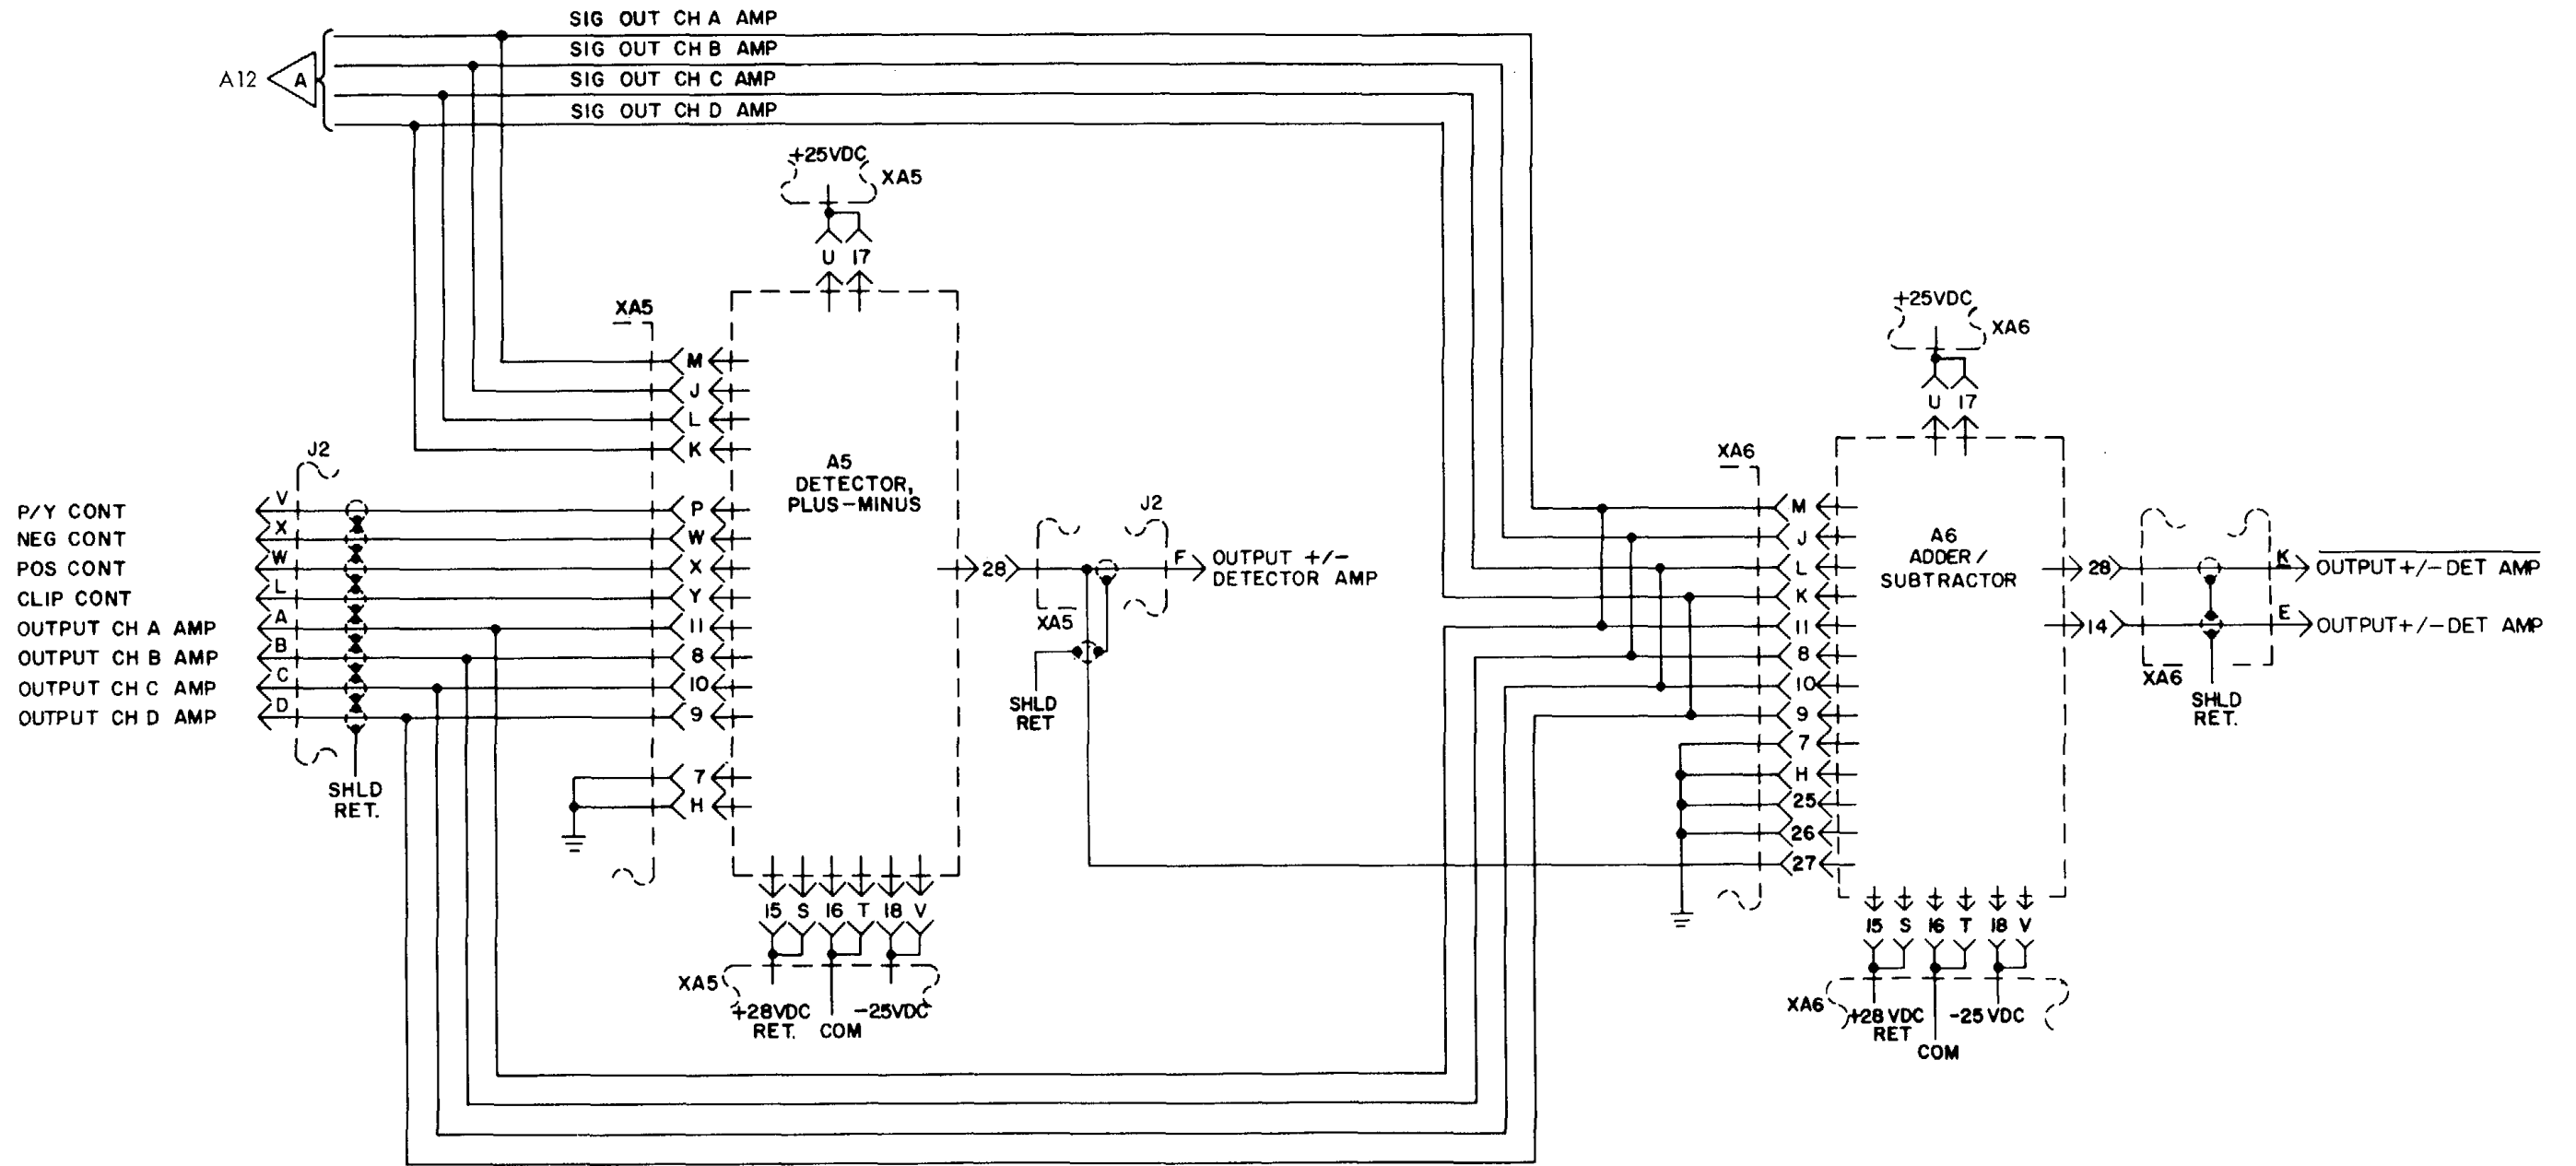 SIG OUT CH A AMP
SIG OUT CH B AMP
A12 A SIG OUT CH C AMP
SIG OUT CH D AMP
+25VDC
XA5
U 17
XA5
M
J
L
K
A5
DETECTOR,
PLUS-MINUS
J2
P/Y CONT V P
NEG CONT X W
POS CONT W X
CLIP CONT L Y
OUTPUT CH A AMP A 11
OUTPUT CH B AMP B 8
OUTPUT CH C AMP C 10
OUTPUT CH D AMP D 9
SHLD
RET.
7
H
15 S 16 T 18 V
XA5
+28VDC
RET.
COM
-25VDC
28
J2
XA5
F OUTPUT +/-
DETECTOR AMP
SHLD
RET
+25VDC
XA6
U 17
XA6
M
J
L
K
11
8
10
9
7
H
25
26
27
A6
ADDER/
SUBTRACTOR
28 K OUTPUT+/-DET AMP
14 E OUTPUT+/-DET AMP
XA6
SHLD
RET.
15 S 16 T 18 V
XA6
+28VDC
RET
COM
-25VDC